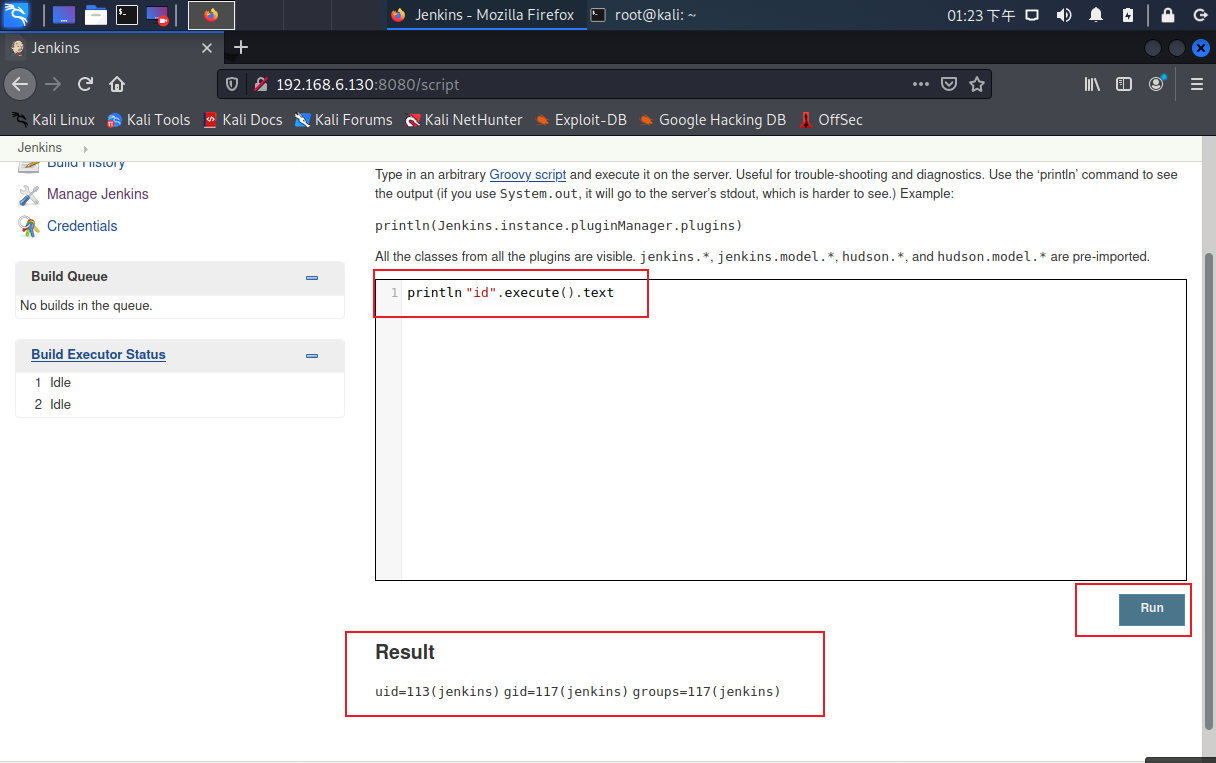 Jenkins - Mozilla Firefox
root@kali: ~
01:23 下午
Jenkins
192.168.6.130:8080/script
Kali Linux
Kali Tools
Kali Docs
Kali Forums
Kali NetHunter
Exploit-DB
Google Hacking DB
OffSec
Jenkins
Build History
Manage Jenkins
Credentials
Build Queue
No builds in the queue.
Build Executor Status
1 Idle
2 Idle
Type in an arbitrary Groovy script and execute it on the server. Useful for trouble-shooting and diagnostics. Use the ‘println’ command to see
the output (if you use System.out, it will go to the server’s stdout, which is harder to see.) Example:
println(Jenkins.instance.pluginManager.plugins)
All the classes from all the plugins are visible. jenkins.*, jenkins.model.*, hudson.*, and hudson.model.* are pre-imported.
1 println "id".execute().text
Run
Result
uid=113(jenkins) gid=117(jenkins) groups=117(jenkins)